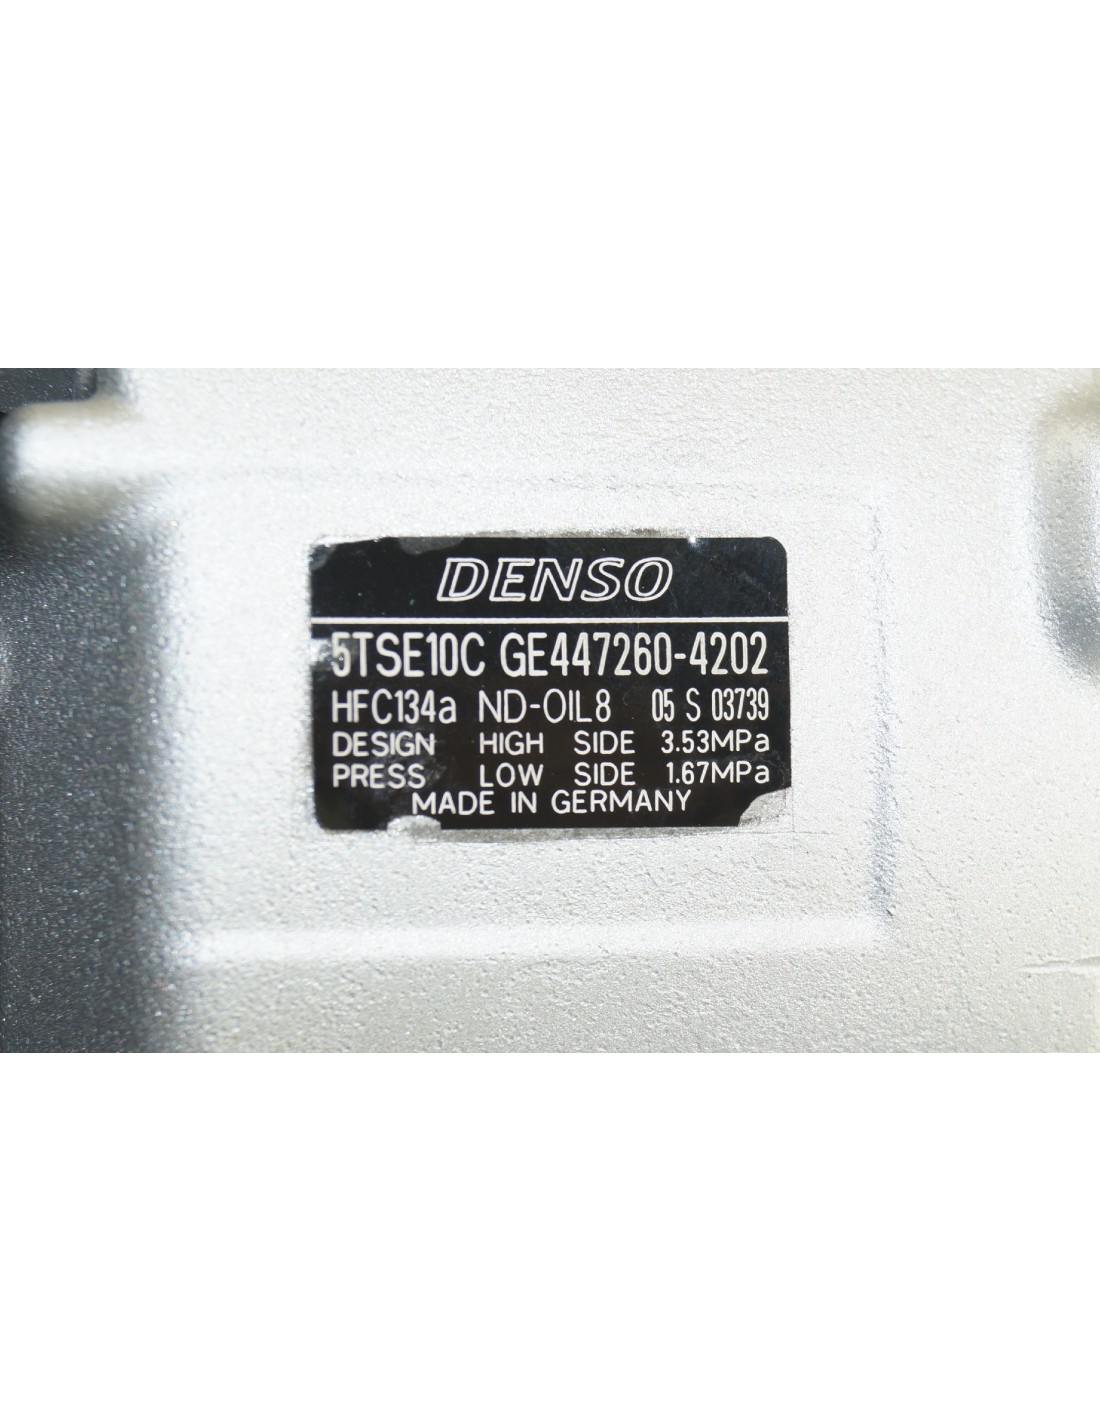 DENSO
5TSE10C GE447260-4202
HFC134a ND-OIL8 05 S 03739
DESIGN HIGH SIDE 3.53MPa
PRESS LOW SIDE 1.67MPa
MADE IN GERMANY